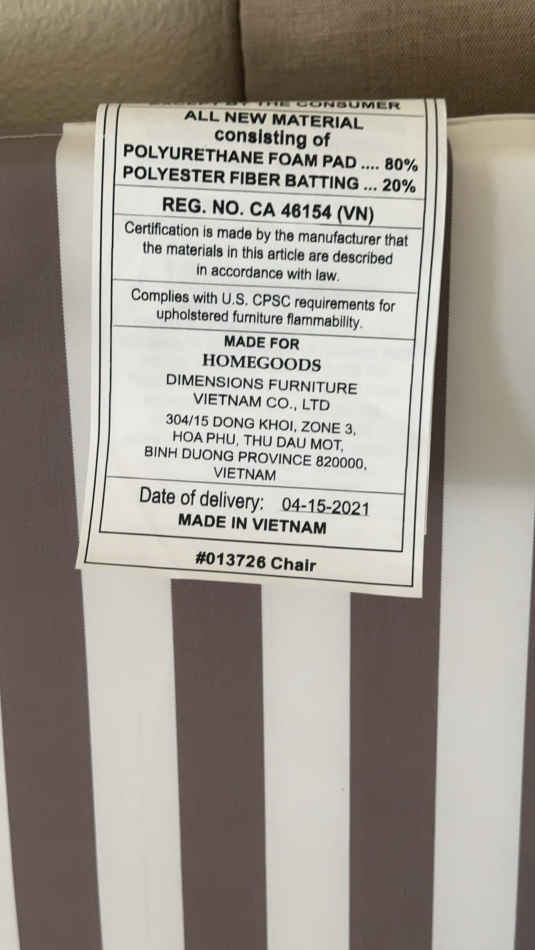 EXCEPT BY THE CONSUMER
ALL NEW MATERIAL
consisting of
POLYURETHANE FOAM PAD .... 80%
POLYESTER FIBER BATTING ... 20%
REG. NO. CA 46154 (VN)
Certification is made by the manufacturer that
the materials in this article are described
in accordance with law.
Complies with U.S. CPSC requirements for
upholstered furniture flammability.
MADE FOR
HOMEGOODS
DIMENSIONS FURNITURE
VIETNAM CO., LTD
304/15 DONG KHOI, ZONE 3,
HOA PHU, THU DAU MOT,
BINH DUONG PROVINCE 820000,
VIETNAM
Date of delivery: 04-15-2021
MADE IN VIETNAM
#013726 Chair